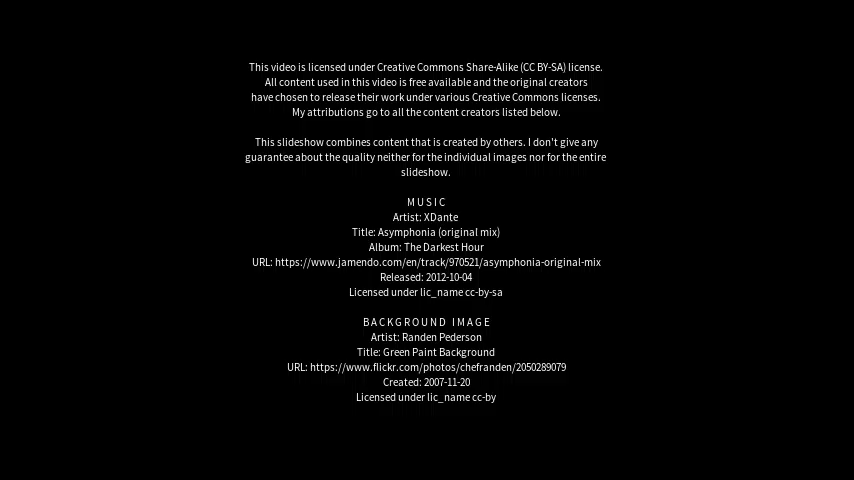 This video is licensed under Creative Commons Share-Alike (CC BY-SA) license.
All content used in this video is free available and the original creators
have chosen to release their work under various Creative Commons licenses.
My attributions go to all the content creators listed below.
This slideshow combines content that is created by others. I don't give any
guarantee about the quality neither for the individual images nor for the entire
slideshow.
MUSIC
Artist: XDante
Title: Asymphonia (original mix)
Album: The Darkest Hour
URL: https://www.jamendo.com/en/track/970521/asymphonia-original-mix
Released: 2012-10-04
Licensed under lic_name cc-by-sa
BACKGROUND IMAGE
Artist: Randen Pederson
Title: Green Paint Background
URL: https://www.flickr.com/photos/chefranden/2050289079
Created: 2007-11-20
Licensed under lic_name cc-by